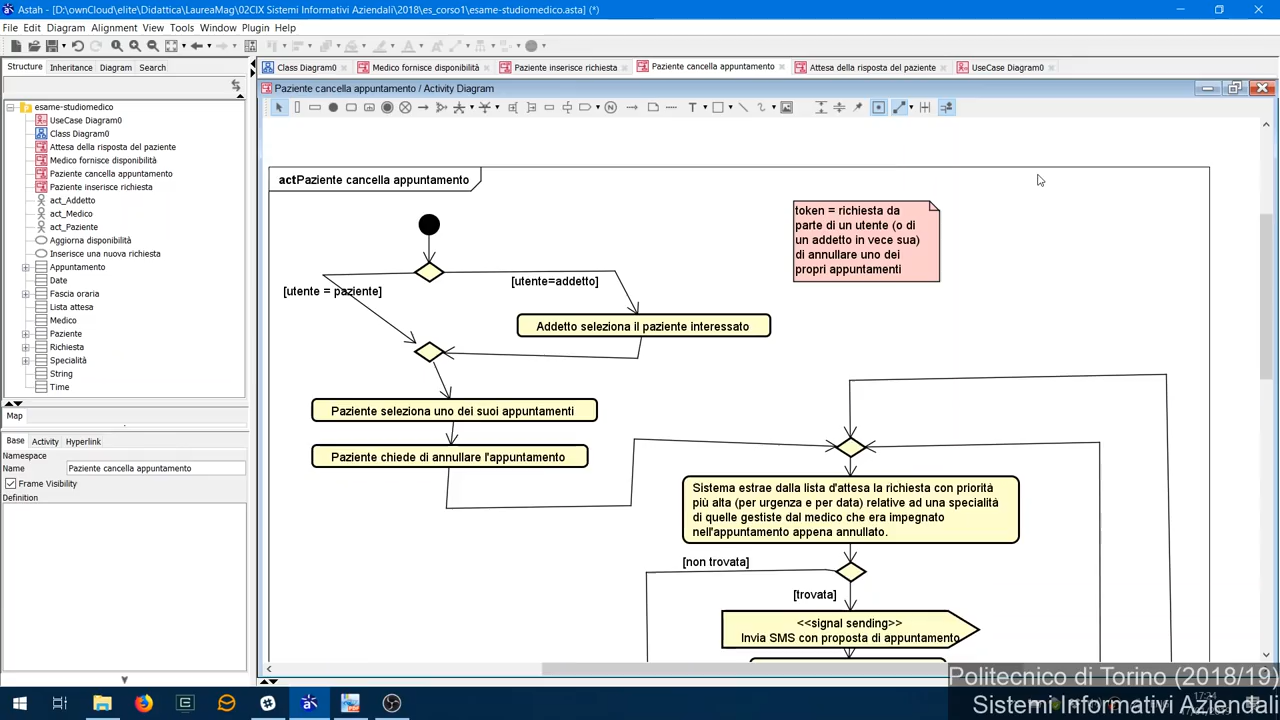 Astah - [D:\ownCloud\elite\Didattica\LaureaMag\02CIX Sistemi Informativi Aziendali\2018\es_corso1\esame-studiomedico.asta] (*)
File Edit Diagram Alignment View Tools Window Plugin Help
Structure Inheritance Diagram Search
Class Diagram0 Medico fornisce disponibilità Paziente inserisce richiesta Paziente cancella appuntamento Attesa della risposta del paziente UseCase Diagram0
Paziente cancella appuntamento / Activity Diagram
esame-studiomedico
UseCase Diagram0
Class Diagram0
Attesa della risposta del paziente
Medico fornisce disponibilità
Paziente cancella appuntamento
Paziente inserisce richiesta
act_Addetto
act_Medico
act_Paziente
Aggiorna disponibilità
Inserisce una nuova richiesta
Appuntamento
Date
Fascia oraria
Lista attesa
Medico
Paziente
Richiesta
Specialità
String
Time
Map
Base Activity Hyperlink
Namespace
Name Paziente cancella appuntamento
Frame Visibility
Definition
actPaziente cancella appuntamento
token = richiesta da
parte di un utente (o di
un addetto in vece sua)
di annullare uno dei
propri appuntamenti
[utente = paziente]
[utente=addetto]
Addetto seleziona il paziente interessato
Paziente seleziona uno dei suoi appuntamenti
Paziente chiede di annullare l'appuntamento
Sistema estrae dalla lista d'attesa la richiesta con priorità
più alta (per urgenza e per data) relative ad una specialità
di quelle gestiste dal medico che era impegnato
nell'appuntamento appena annullato.
[non trovata]
[trovata]
<<signal sending>>
Invia SMS con proposta di appuntamento
Politecnico di Torino (2018/19)
Sistemi Informativi Aziendali